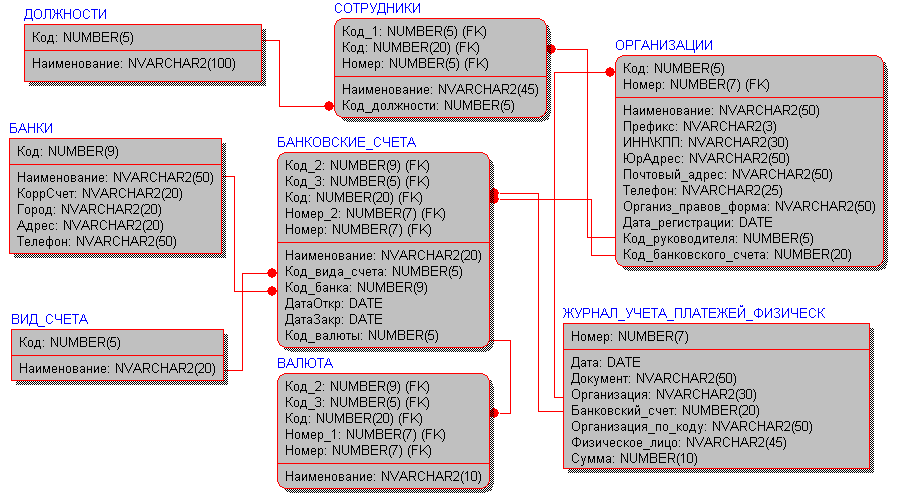 ДОЛЖНОСТИ
Код: NUMBER(5)
Наименование: NVARCHAR2(100)
СОТРУДНИКИ
Код_1: NUMBER(5) (FK)
Код: NUMBER(20) (FK)
Номер: NUMBER(5) (FK)
Наименование: NVARCHAR2(45)
Код_должности: NUMBER(5)
ОРГАНИЗАЦИИ
Код: NUMBER(5)
Номер: NUMBER(7) (FK)
Наименование: NVARCHAR2(50)
Префикс: NVARCHAR2(3)
ИНН\КПП: NVARCHAR2(30)
ЮрАдрес: NVARCHAR2(50)
Почтовый_адрес: NVARCHAR2(50)
Телефон: NVARCHAR2(25)
Организ_правов_форма: NVARCHAR2(50)
Дата_регистрации: DATE
Код_руководителя: NUMBER(5)
Код_банковского_счета: NUMBER(20)
БАНКИ
Код: NUMBER(9)
Наименование: NVARCHAR2(50)
КоррСчет: NVARCHAR2(20)
Город: NVARCHAR2(20)
Адрес: NVARCHAR2(20)
Телефон: NVARCHAR2(50)
БАНКОВСКИЕ_СЧЕТА
Код_2: NUMBER(9) (FK)
Код_3: NUMBER(5) (FK)
Код: NUMBER(20) (FK)
Номер_2: NUMBER(7) (FK)
Номер: NUMBER(7) (FK)
Наименование: NVARCHAR2(20)
Код_вида_счета: NUMBER(5)
Код_банка: NUMBER(9)
ДатаОткр: DATE
ДатаЗакр: DATE
Код_валюты: NUMBER(5)
ВИД_СЧЕТА
Код: NUMBER(5)
Наименование: NVARCHAR2(20)
ВАЛЮТА
Код_2: NUMBER(9) (FK)
Код_3: NUMBER(5) (FK)
Код: NUMBER(20) (FK)
Номер_1: NUMBER(7) (FK)
Номер: NUMBER(7) (FK)
Наименование: NVARCHAR2(10)
ЖУРНАЛ_УЧЕТА_ПЛАТЕЖЕЙ_ФИЗИЧЕСК
Номер: NUMBER(7)
Дата: DATE
Документ: NVARCHAR2(50)
Организация: NVARCHAR2(30)
Банковский_счет: NUMBER(20)
Организация_по_коду: NVARCHAR2(50)
Физическое_лицо: NVARCHAR2(45)
Сумма: NUMBER(10)